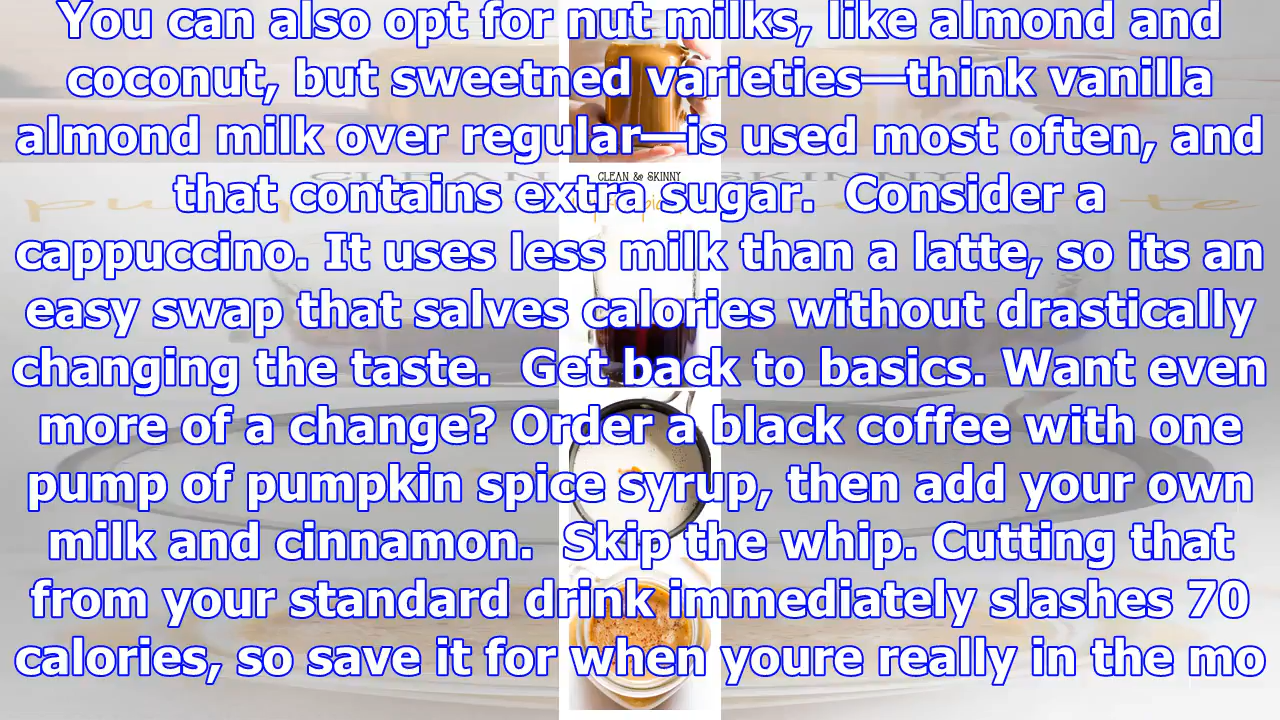 You can also opt for nut milks, like almond and
coconut, but sweetned varieties—think vanilla
almond milk over regular—is used most often, and
that contains extra sugar.  Consider a
cappuccino. It uses less milk than a latte, so its an
easy swap that salves calories without drastically
changing the taste.  Get back to basics. Want even
more of a change? Order a black coffee with one
pump of pumpkin spice syrup, then add your own
milk and cinnamon.  Skip the whip. Cutting that
from your standard drink immediately slashes 70
calories, so save it for when youre really in the mo
CLEAN & SKINNY